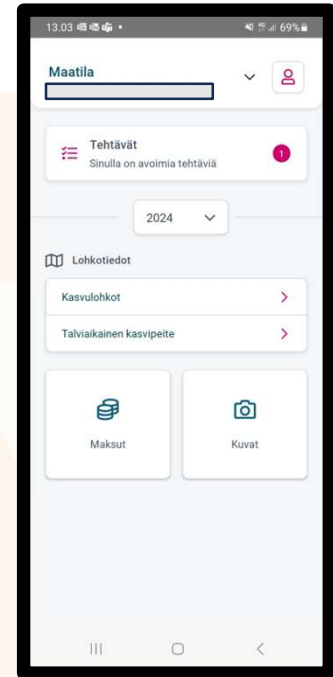 13.03
69%
Maatila
Tehtävät
Sinulla on avoimia tehtäviä
1
2024
Lohkotiedot
Kasvulohkot
Talviaikainen kasvipeite
Maksut
Kuvat